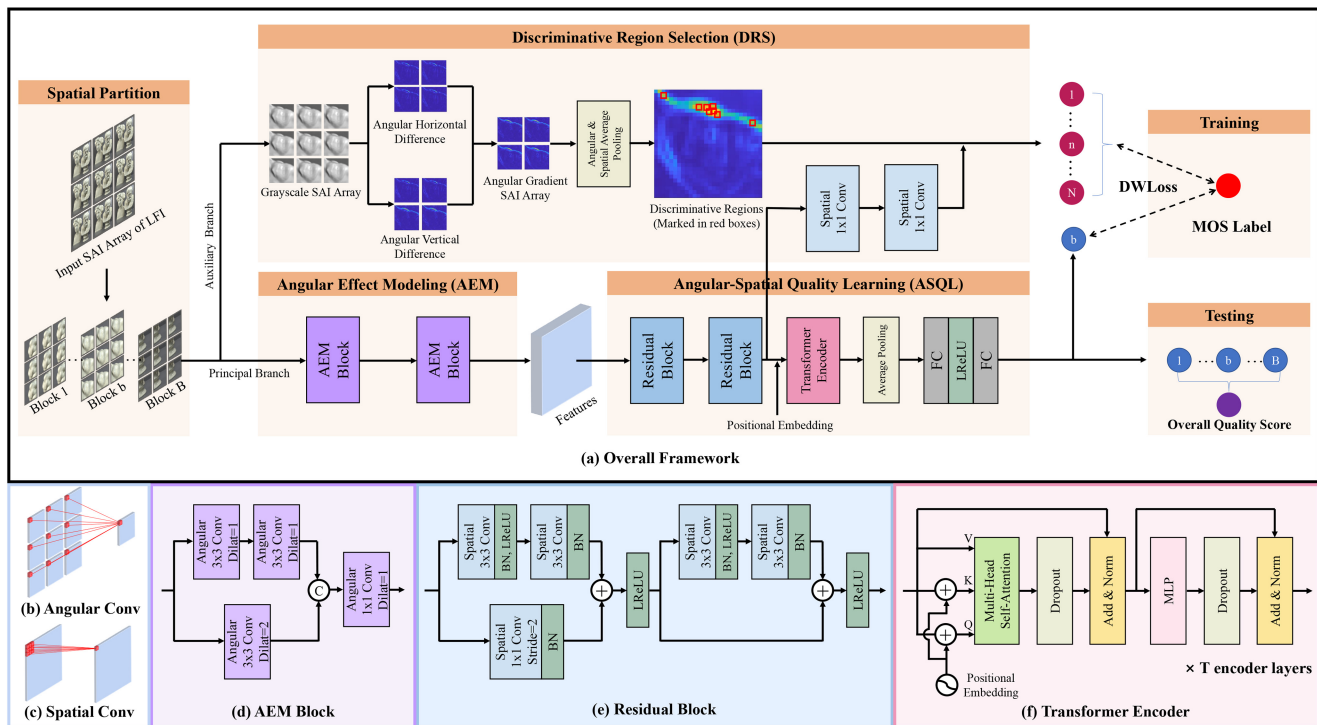 Discriminative Region Selection (DRS)
Spatial Partition
Input SAI Array of LFI
Block 1
Block b
Block B
Auxiliary Branch
Principal Branch
Grayscale SAI Array
Angular Horizontal
Difference
Angular Vertical
Difference
Angular Gradient
SAI Array
Angular &
Spatial Average
Pooling
Discriminative Regions
(Marked in red boxes)
Spatial
1x1 Conv
Spatial
1x1 Conv
1
n
N
b
DWLoss
Training
MOS Label
Angular Effect Modeling (AEM)
AEM
Block
AEM
Block
Features
Angular-Spatial Quality Learning (ASQL)
Residual
Block
Residual
Block
Positional Embedding
Transformer
Encoder
Average Pooling
FC
LReLU
FC
Testing
1
b
B
Overall Quality Score
(a) Overall Framework
(b) Angular Conv
(c) Spatial Conv
Angular
3x3 Conv
Dilat=1
Angular
3x3 Conv
Dilat=1
Angular
3x3 Conv
Dilat=2
C
Angular
1x1 Conv
Dilat=1
(d) AEM Block
Spatial
3x3 Conv
BN, LReLU
Spatial
3x3 Conv
BN
Spatial
1x1 Conv
Stride=2
BN
LReLU
Spatial
3x3 Conv
BN, LReLU
Spatial
3x3 Conv
BN
LReLU
(e) Residual Block
V
K
Q
Positional
Embedding
Multi-Head
Self-Attention
Dropout
Add & Norm
MLP
Dropout
Add & Norm
× T encoder layers
(f) Transformer Encoder